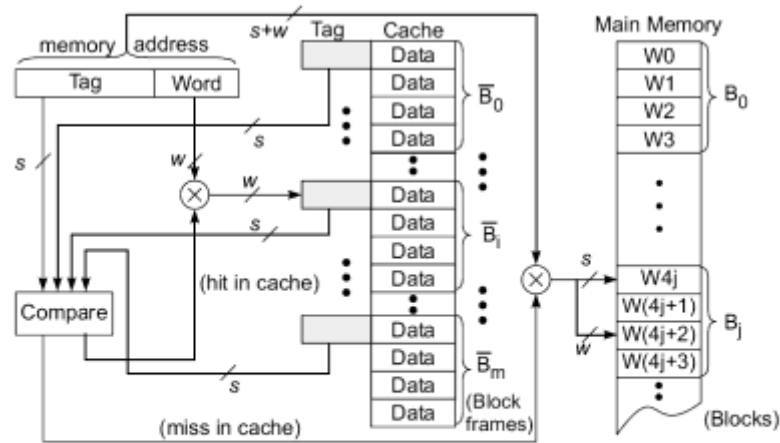 s+w
Tag
Cache
Main Memory
memory address
Tag
Word
Data
Data
Data
Data
B̅0
W0
W1
W2
W3
B0
s
s
w
w
Data
Data
Data
Data
B̅i
s
(hit in cache)
Compare
s
W4j
W(4j+1)
W(4j+2)
W(4j+3)
Bj
w
Data
Data
Data
Data
B̅m
s
(Block
frames)
(miss in cache)
(Blocks)